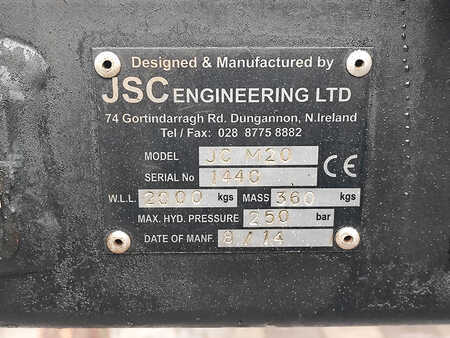 Designed & Manufactured by
JSC ENGINEERING LTD
74 Gortindarragh Rd. Dungannon, N.Ireland
Tel / Fax: 028 8775 8882
MODEL JC M20
SERIAL No 1440 CE
W.L.L. 2000 kgs MASS 360 kgs
MAX. HYD. PRESSURE 250 bar
DATE OF MANF. 8/14